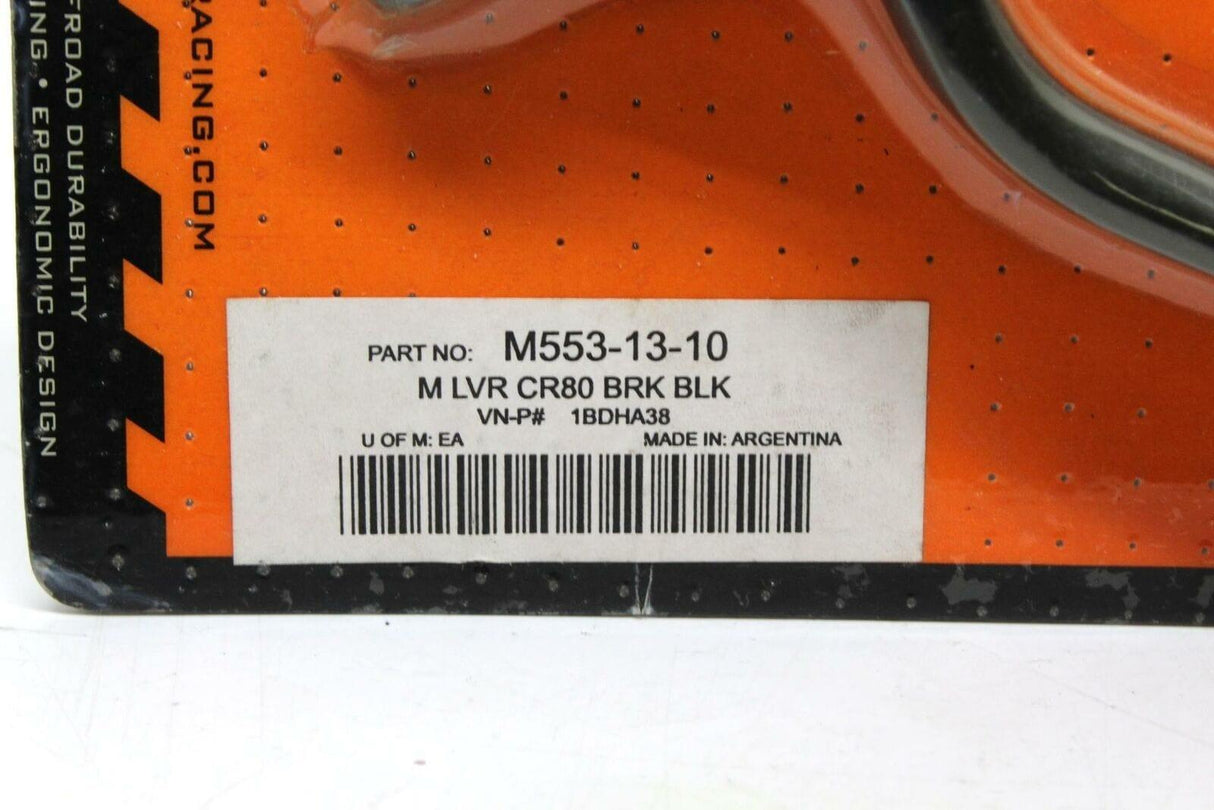 FROAD DURABILITY
ING • ERGONOMIC DESIGN
RACING.COM
PART NO: M553-13-10
M LVR CR80 BRK BLK
VN-P# 1BDHA38
U OF M: EA MADE IN: ARGENTINA